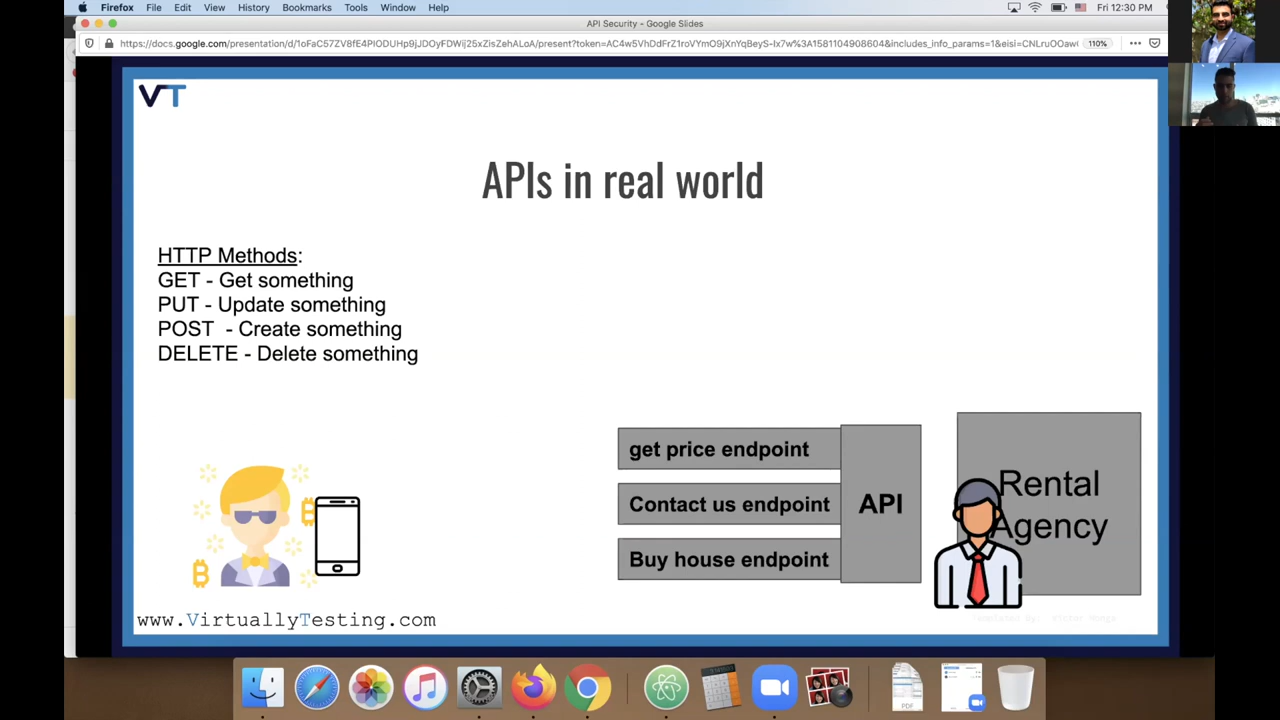 Firefox File Edit View History Bookmarks Tools Window Help Fri 12:30 PM
API Security - Google Slides
110%
VT
APIs in real world
HTTP Methods:
GET - Get something
PUT - Update something
POST - Create something
DELETE - Delete something
get price endpoint
Contact us endpoint
Buy house endpoint
API
Rental
Agency
www.VirtuallyTesting.com
PDF